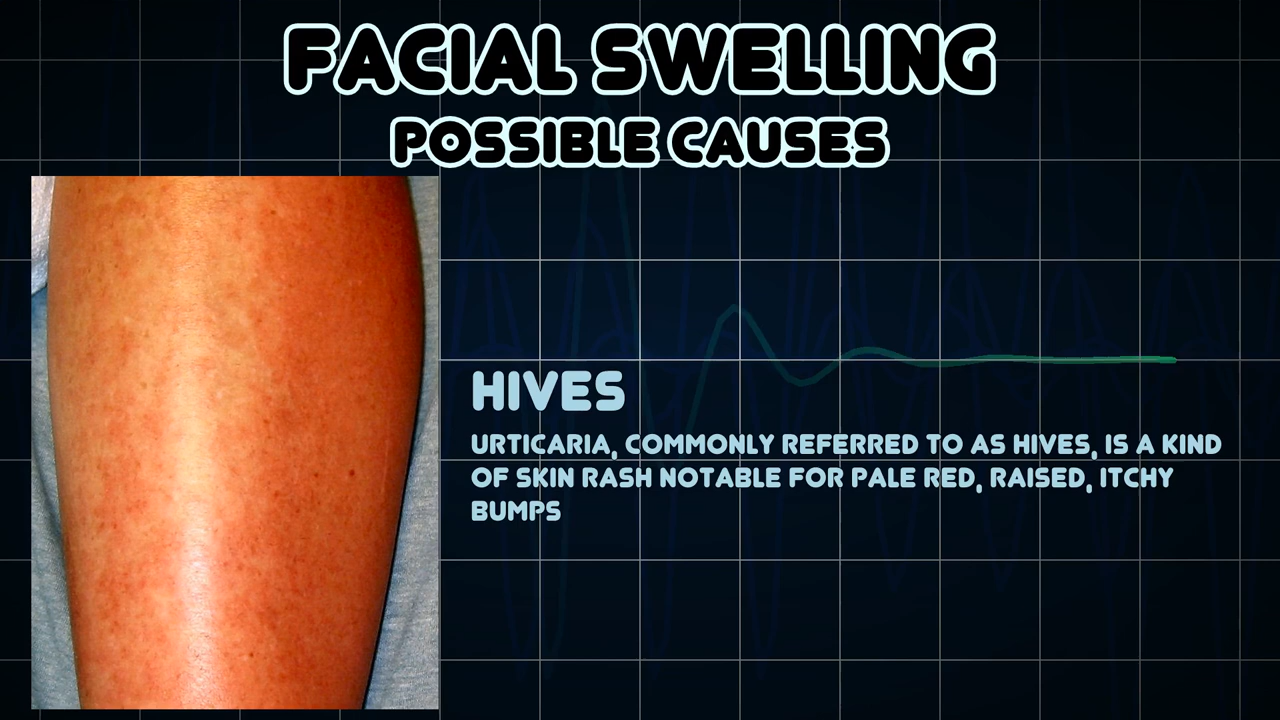 FACIAL SWELLING
POSSIBLE CAUSES
HIVES
URTICARIA, COMMONLY REFERRED TO AS HIVES, IS A KIND
OF SKIN RASH NOTABLE FOR PALE RED, RAISED, ITCHY
BUMPS